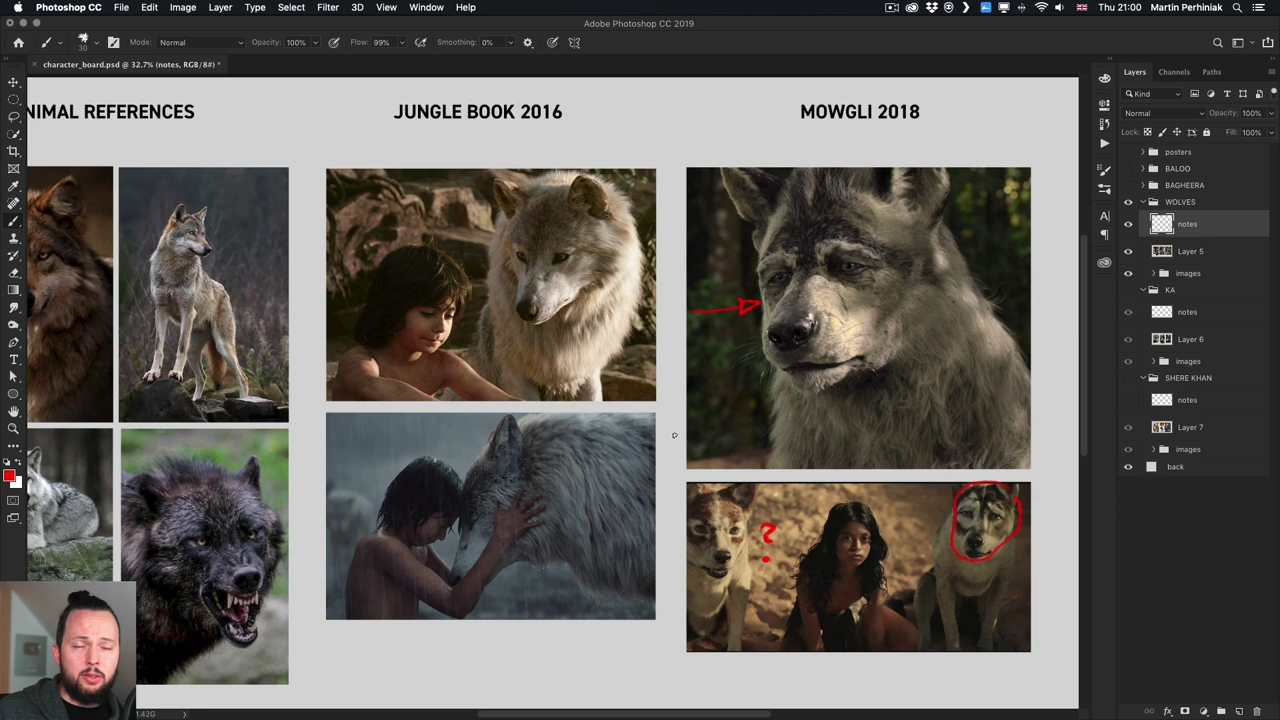 Photoshop CC File Edit Image Layer Type Select Filter 3D View Window Help Thu 21:00 Martin Perhiniak
Adobe Photoshop CC 2019
30 Mode: Normal Opacity: 100% Flow: 99% Smoothing: 0%
× character_board.psd @ 32.7% (notes, RGB/8#) *
NIMAL REFERENCES
JUNGLE BOOK 2016
MOWGLI 2018
?
Layers Channels Paths
Kind
Normal Opacity: 100%
Lock: Fill: 100%
posters
BALOO
BAGHEERA
WOLVES
notes
Layer 5
images
KA
notes
Layer 6
images
SHERE KHAN
notes
Layer 7
images
back
1.42G